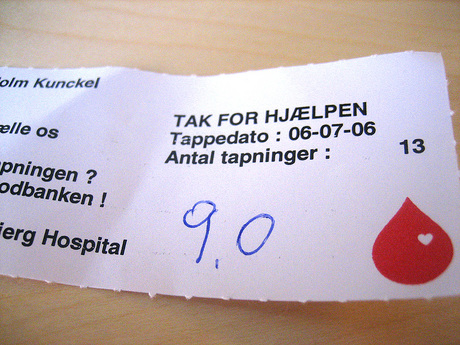 olm Kunckel
TAK FOR HJÆLPEN
ælle os
Tappedato : 06-07-06
Antal tapninger : 13
pningen ?
odbanken !
jerg Hospital
9,0